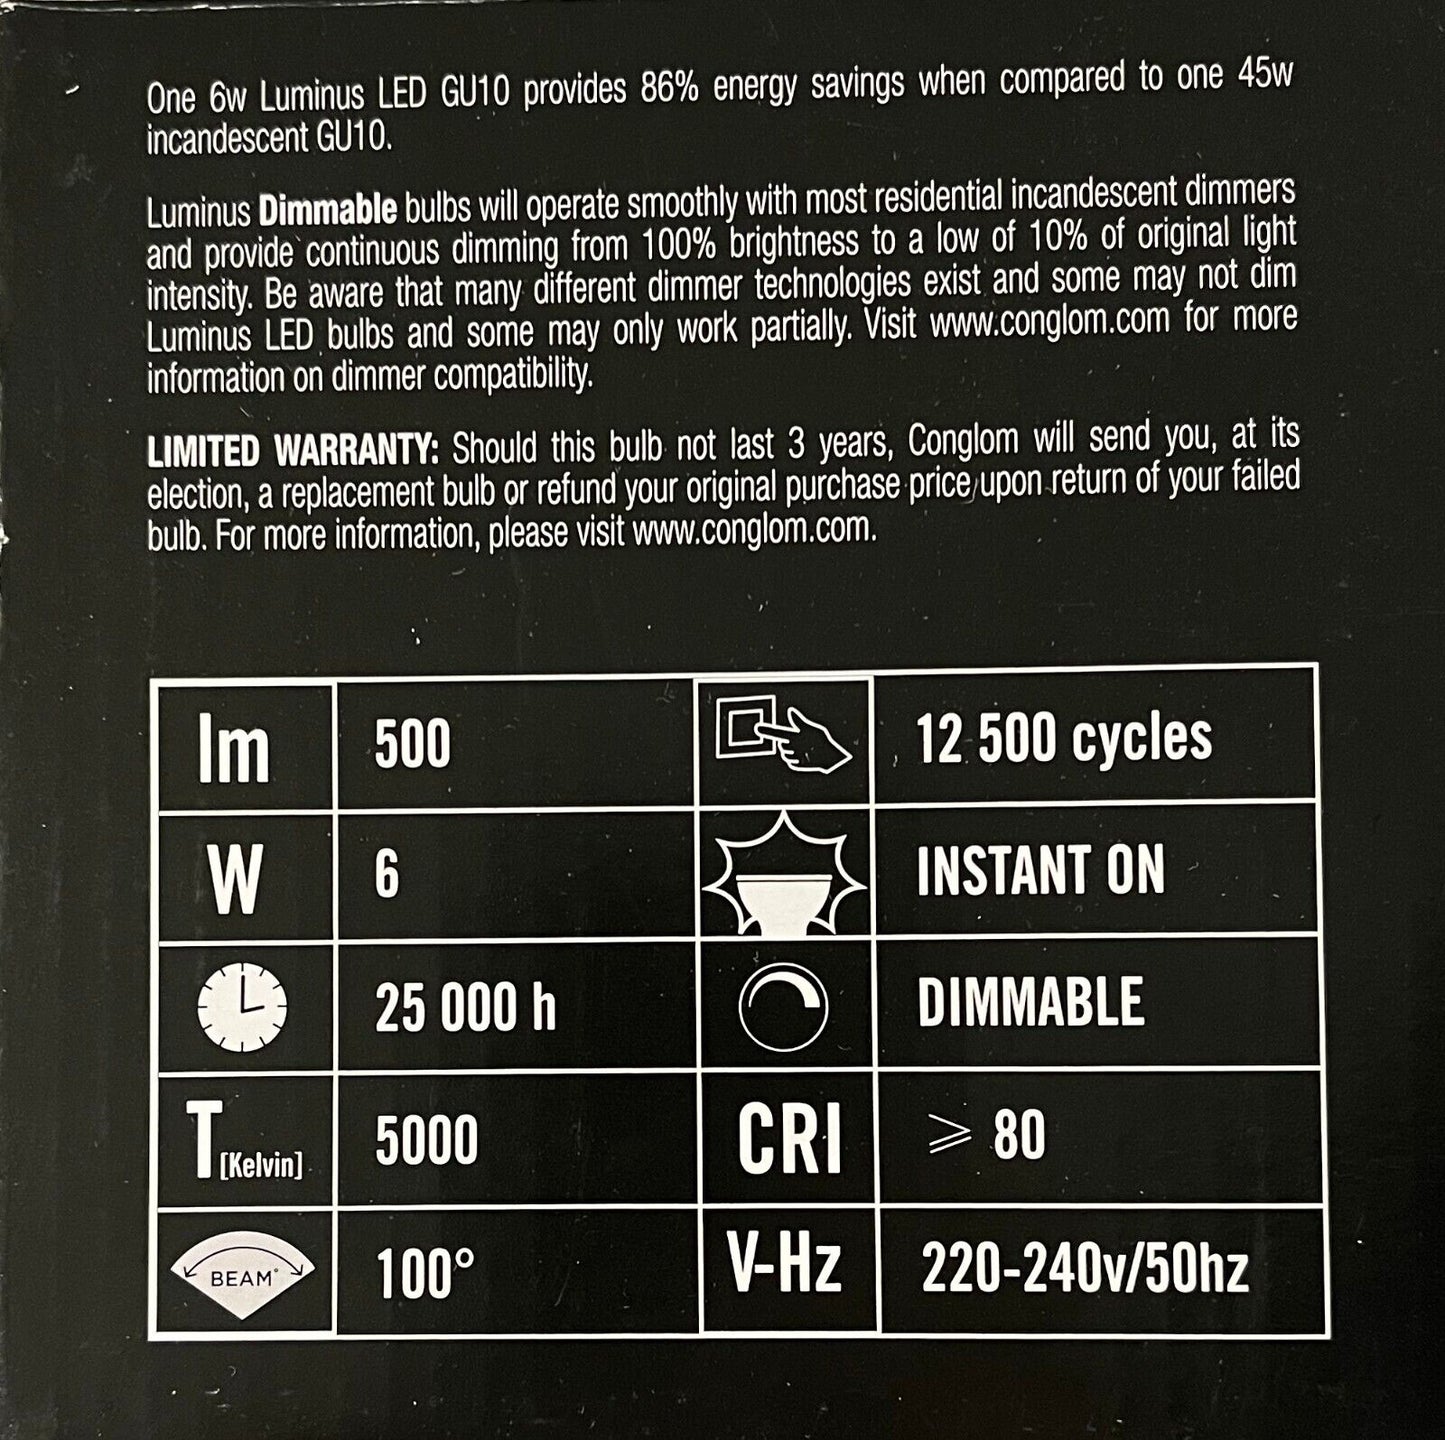 One 6w Luminus LED GU10 provides 86% energy savings when compared to one 45w
incandescent GU10.
Luminus Dimmable bulbs will operate smoothly with most residential incandescent dimmers
and provide continuous dimming from 100% brightness to a low of 10% of original light
intensity. Be aware that many different dimmer technologies exist and some may not dim
Luminus LED bulbs and some may only work partially. Visit www.conglom.com for more
information on dimmer compatibility.
LIMITED WARRANTY: Should this bulb not last 3 years, Conglom will send you, at its
election, a replacement bulb or refund your original purchase price upon return of your failed
bulb. For more information, please visit www.conglom.com.
lm 500 12 500 cycles
W 6 INSTANT ON
25 000 h DIMMABLE
T [Kelvin] 5000 CRI ⩾ 80
BEAM° 100° V-Hz 220-240v/50hz